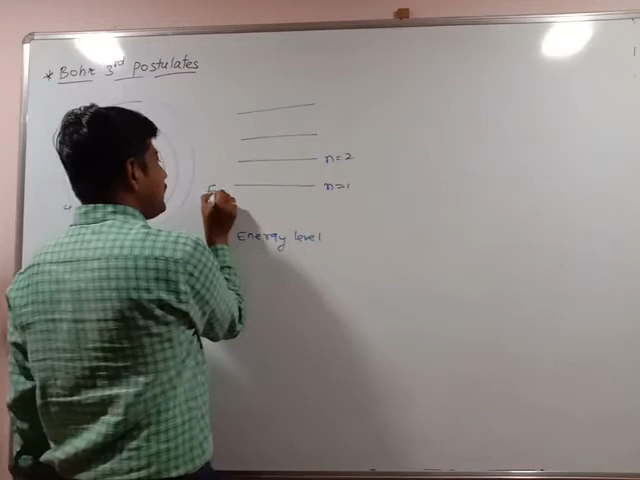 * Bohr 3rd postulates
n=2
n=1
Energy level